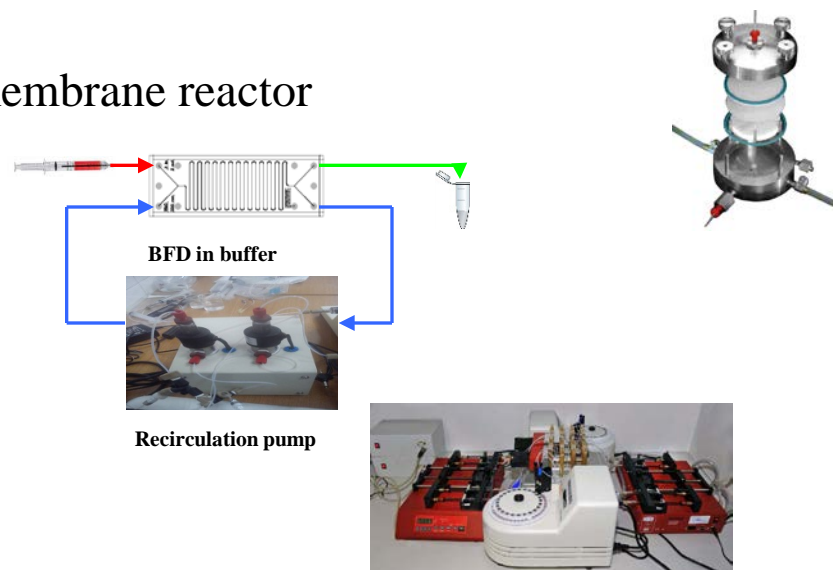 embrane reactor
BFD in buffer
Recirculation pump